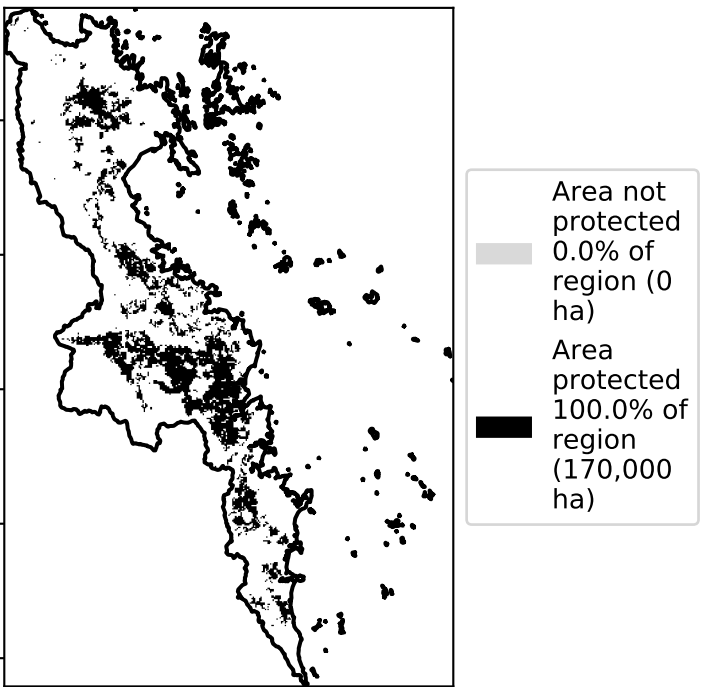 Area not
protected
0.0% of
region (0
ha)
Area
protected
100.0% of
region
(170,000
ha)